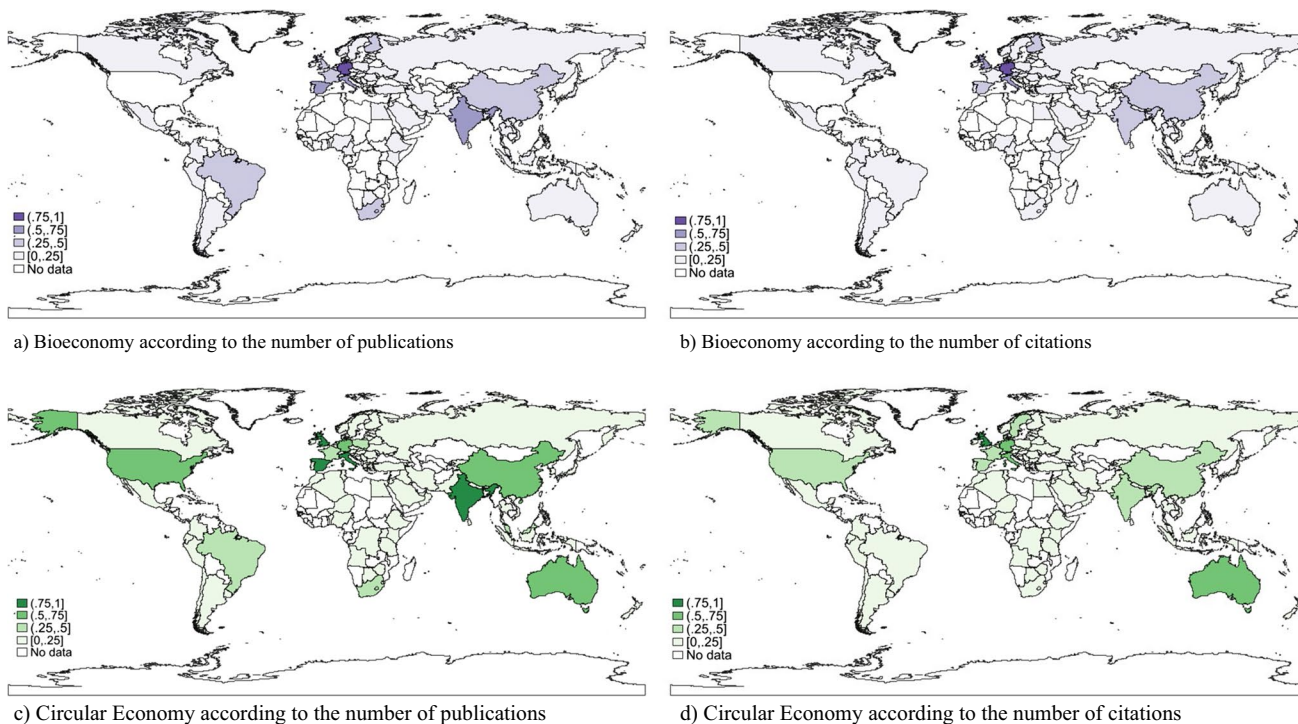 (.75,1]
(.5,.75]
(.25,.5]
[0,.25]
No data
a) Bioeconomy according to the number of publications
(.75,1]
(.5,.75]
(.25,.5]
[0,.25]
No data
b) Bioeconomy according to the number of citations
(.75,1]
(.5,.75]
(.25,.5]
[0,.25]
No data
c) Circular Economy according to the number of publications
(.75,1]
(.5,.75]
(.25,.5]
[0,.25]
No data
d) Circular Economy according to the number of citations